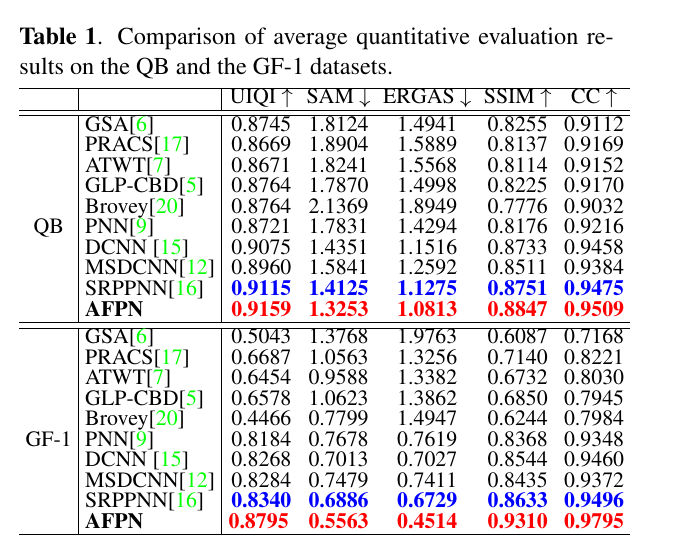 Table 1. Comparison of average quantitative evaluation re-
sults on the QB and the GF-1 datasets.
UIQI ↑ SAM ↓ ERGAS ↓ SSIM ↑ CC ↑
GSA[6] 0.8745 1.8124 1.4941 0.8255 0.9112
PRACS[17] 0.8669 1.8904 1.5889 0.8137 0.9169
ATWT[7] 0.8671 1.8241 1.5568 0.8114 0.9152
GLP-CBD[5] 0.8764 1.7870 1.4998 0.8225 0.9170
Brovey[20] 0.8764 2.1369 1.8949 0.7776 0.9032
QB PNN[9] 0.8721 1.7831 1.4294 0.8176 0.9216
DCNN [15] 0.9075 1.4351 1.1516 0.8733 0.9458
MSDCNN[12] 0.8960 1.5841 1.2592 0.8511 0.9384
SRPPNN[16] 0.9115 1.4125 1.1275 0.8751 0.9475
AFPN 0.9159 1.3253 1.0813 0.8847 0.9509
GSA[6] 0.5043 1.3768 1.9763 0.6087 0.7168
PRACS[17] 0.6687 1.0563 1.3256 0.7140 0.8221
ATWT[7] 0.6454 0.9588 1.3382 0.6732 0.8030
GLP-CBD[5] 0.6578 1.0623 1.3862 0.6850 0.7945
Brovey[20] 0.4466 0.7799 1.4947 0.6244 0.7984
GF-1 PNN[9] 0.8184 0.7678 0.7619 0.8368 0.9348
DCNN [15] 0.8268 0.7013 0.7027 0.8544 0.9460
MSDCNN[12] 0.8284 0.7479 0.7411 0.8435 0.9372
SRPPNN[16] 0.8340 0.6886 0.6729 0.8633 0.9496
AFPN 0.8795 0.5563 0.4514 0.9310 0.9795